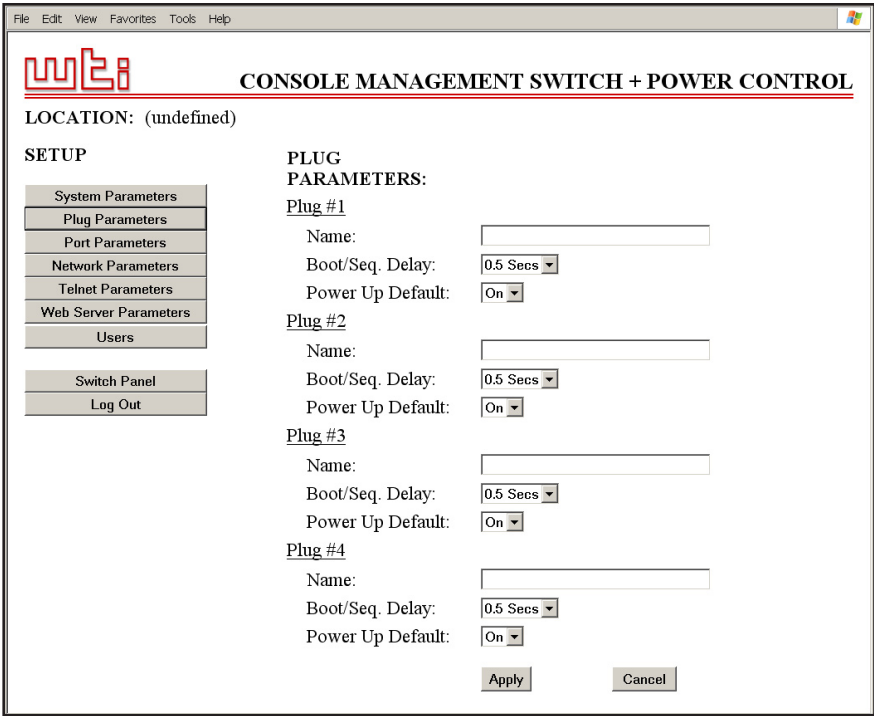 File Edit View Favorites Tools Help
wti
CONSOLE MANAGEMENT SWITCH + POWER CONTROL
LOCATION: (undefined)
SETUP
System Parameters
Plug Parameters
Port Parameters
Network Parameters
Telnet Parameters
Web Server Parameters
Users
Switch Panel
Log Out
PLUG
PARAMETERS:
Plug #1
Name:
Boot/Seq. Delay: 0.5 Secs
Power Up Default: On
Plug #2
Name:
Boot/Seq. Delay: 0.5 Secs
Power Up Default: On
Plug #3
Name:
Boot/Seq. Delay: 0.5 Secs
Power Up Default: On
Plug #4
Name:
Boot/Seq. Delay: 0.5 Secs
Power Up Default: On
Apply Cancel